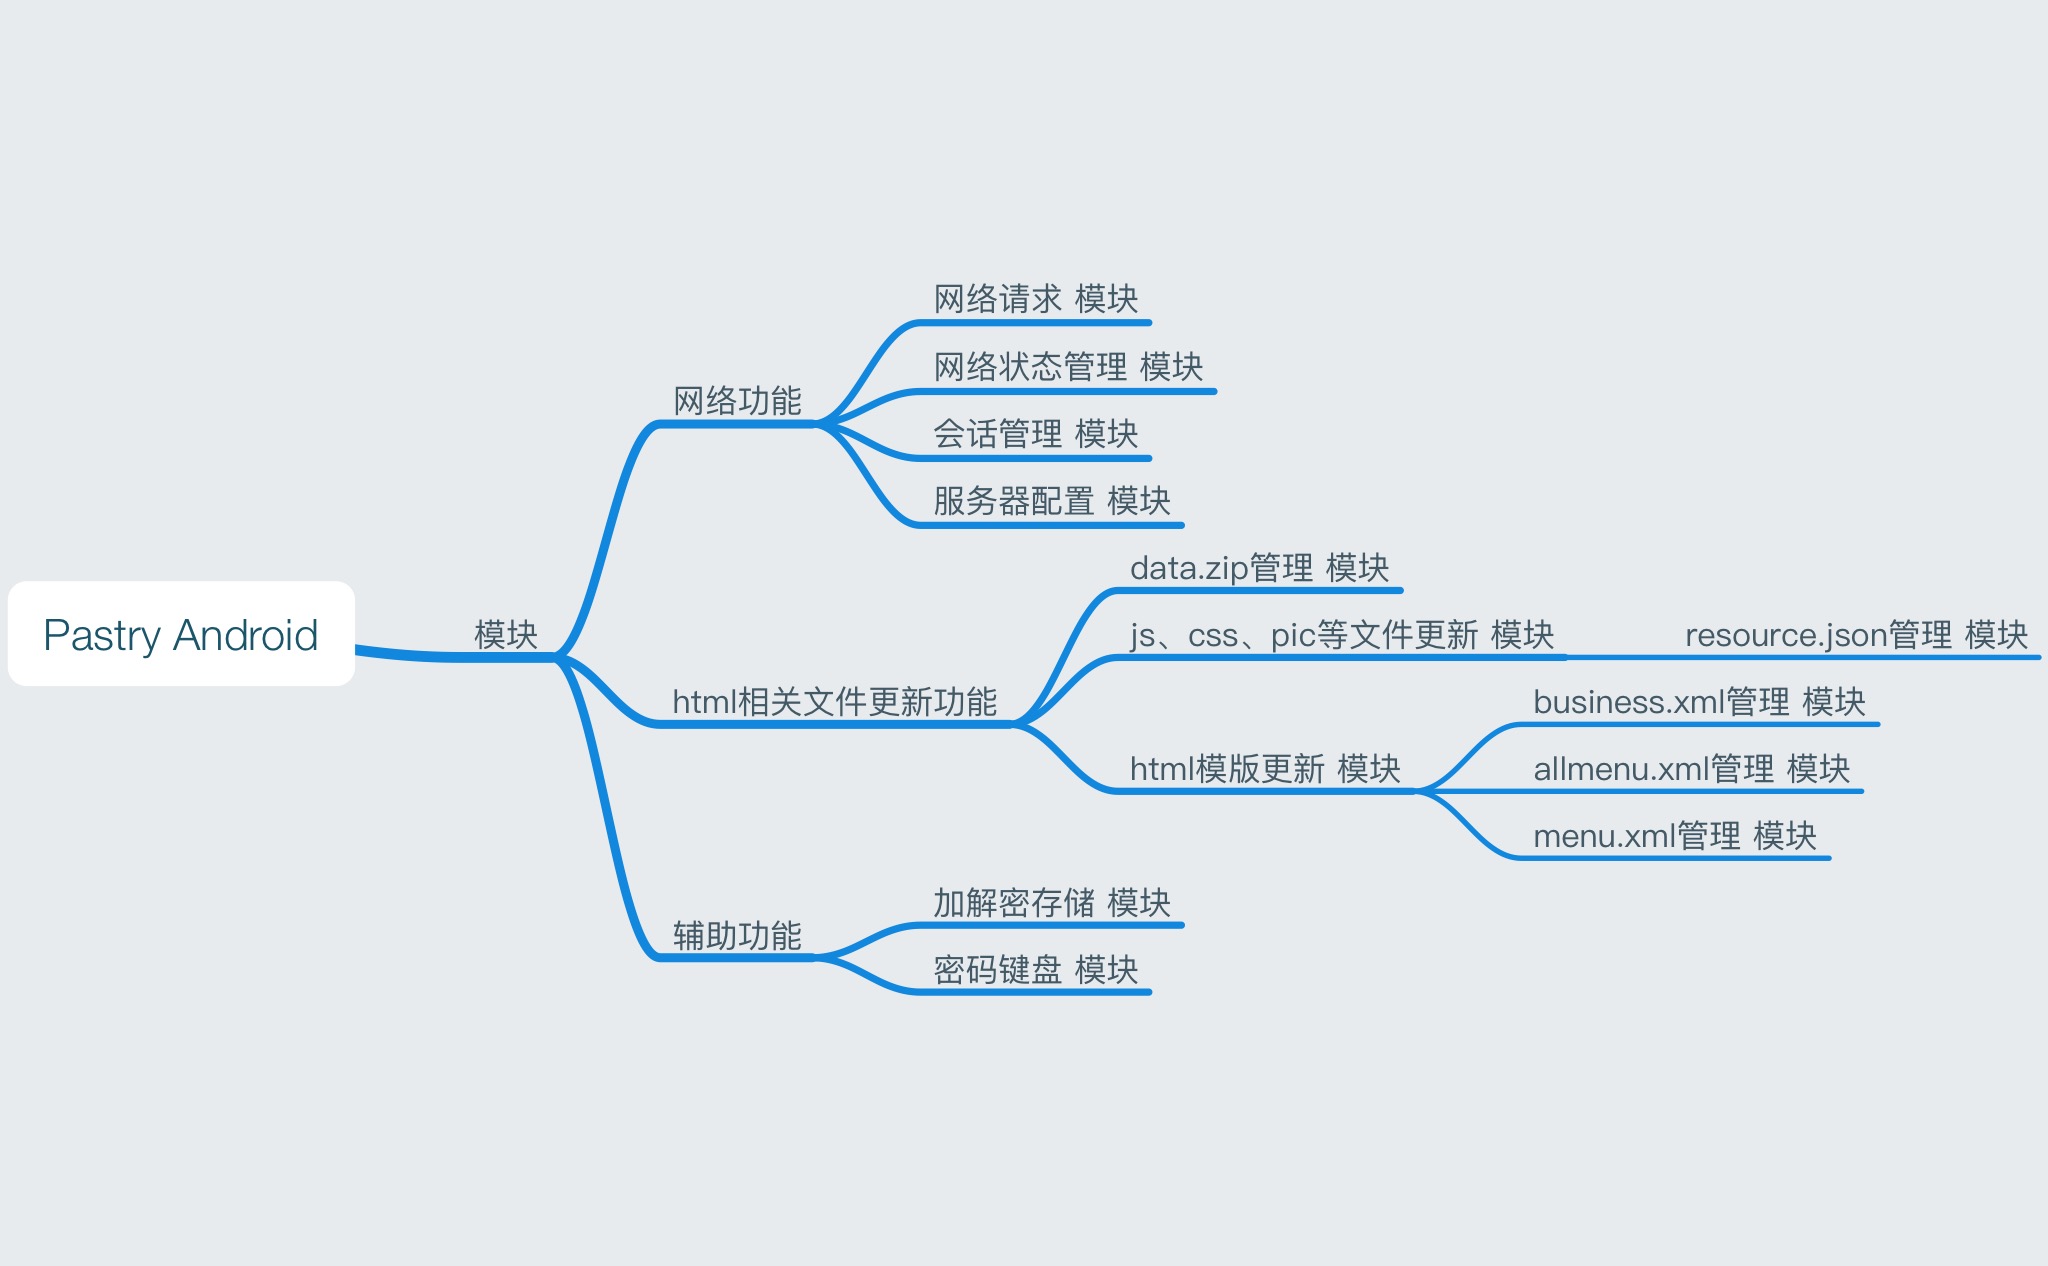 Pastry Android
模块
网络功能
网络请求 模块
网络状态管理 模块
会话管理 模块
服务器配置 模块
html相关文件更新功能
data.zip管理 模块
js、css、pic等文件更新 模块
resource.json管理 模块
html模版更新 模块
business.xml管理 模块
allmenu.xml管理 模块
menu.xml管理 模块
辅助功能
加解密存储 模块
密码键盘 模块